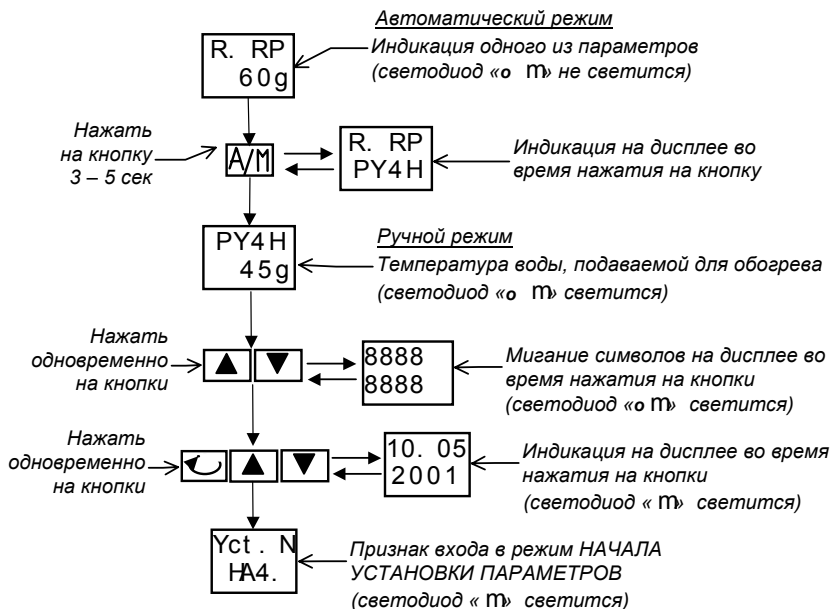 Автоматический режим
R. RP
60g
Индикация одного из параметров
(светодиод «o m» не светится)
Нажать
на кнопку
3 – 5 сек
A/M
R. RP
PY4H
Индикация на дисплее во
время нажатия на кнопку
PY4H
45g
Ручной режим
Температура воды, подаваемой для обогрева
(светодиод «o m» светится)
Нажать
одновременно
на кнопки
8888
8888
Мигание символов на дисплее во
время нажатия на кнопки
(светодиод «o m» светится)
Нажать
одновременно
на кнопки
10. 05
2001
Индикация на дисплее во время
нажатия на кнопки
(светодиод « m» светится)
Yct. N
HA4.
Признак входа в режим НАЧАЛА
УСТАНОВКИ ПАРАМЕТРОВ
(светодиод « m» светится)